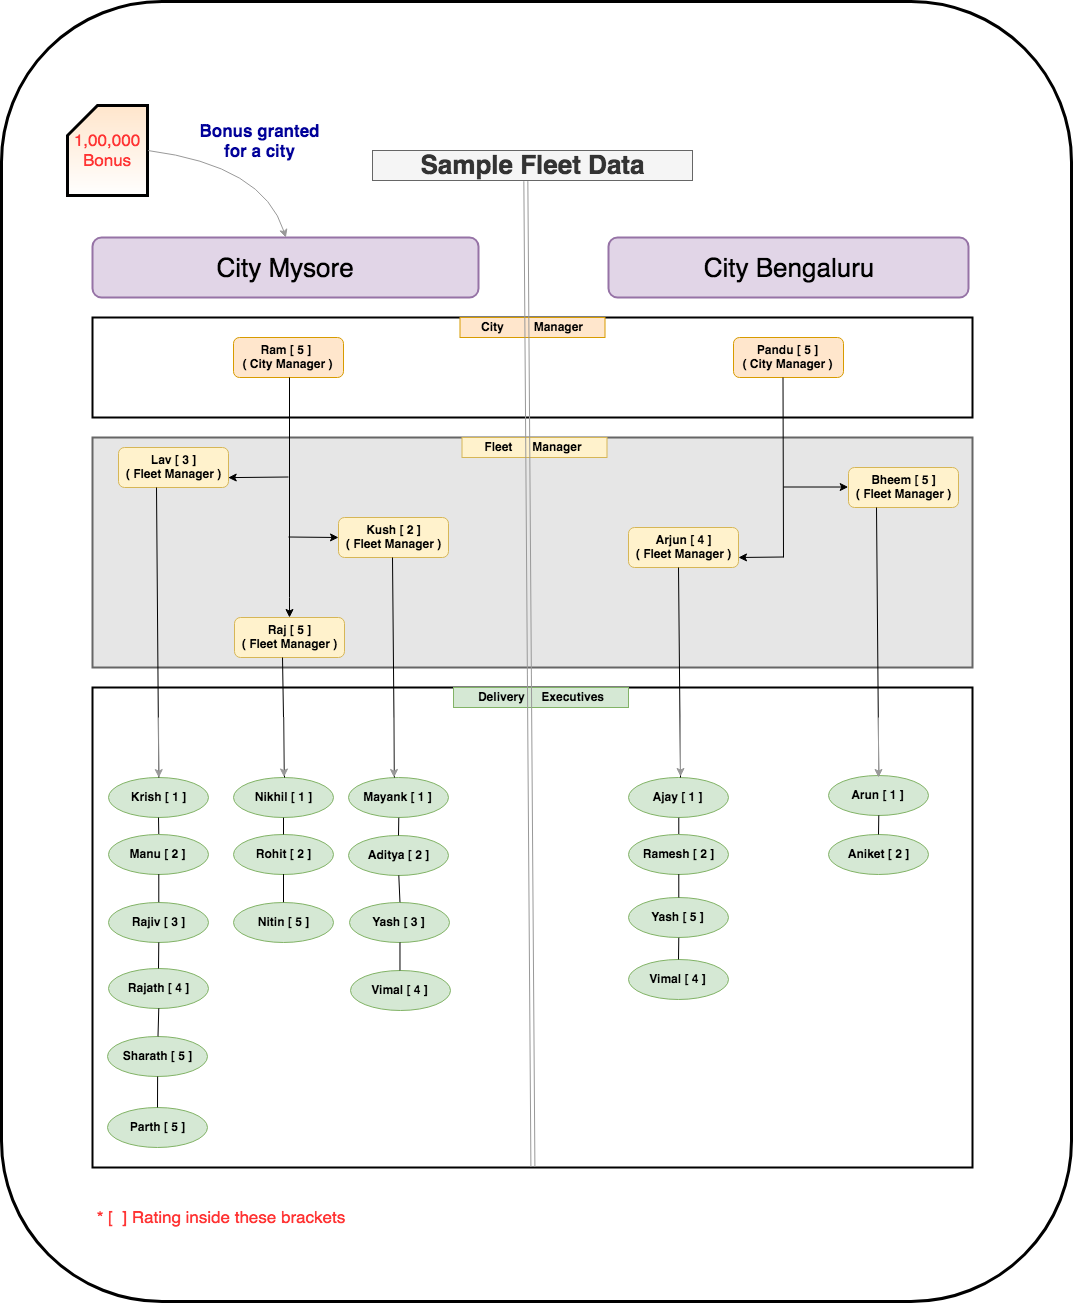 1,00,000
Bonus
Bonus granted
for a city
Sample Fleet Data
City Mysore
City Bengaluru
City Manager
Ram [ 5 ]
( City Manager )
Pandu [ 5 ]
( City Manager )
Fleet Manager
Lav [ 3 ]
( Fleet Manager )
Bheem [ 5 ]
( Fleet Manager )
Kush [ 2 ]
( Fleet Manager )
Arjun [ 4 ]
( Fleet Manager )
Raj [ 5 ]
( Fleet Manager )
Delivery Executives
Krish [ 1 ]
Nikhil [ 1 ]
Mayank [ 1 ]
Ajay [ 1 ]
Arun [ 1 ]
Manu [ 2 ]
Rohit [ 2 ]
Aditya [ 2 ]
Ramesh [ 2 ]
Aniket [ 2 ]
Rajiv [ 3 ]
Nitin [ 5 ]
Yash [ 3 ]
Yash [ 5 ]
Rajath [ 4 ]
Vimal [ 4 ]
Vimal [ 4 ]
Sharath [ 5 ]
Parth [ 5 ]
* [ ] Rating inside these brackets